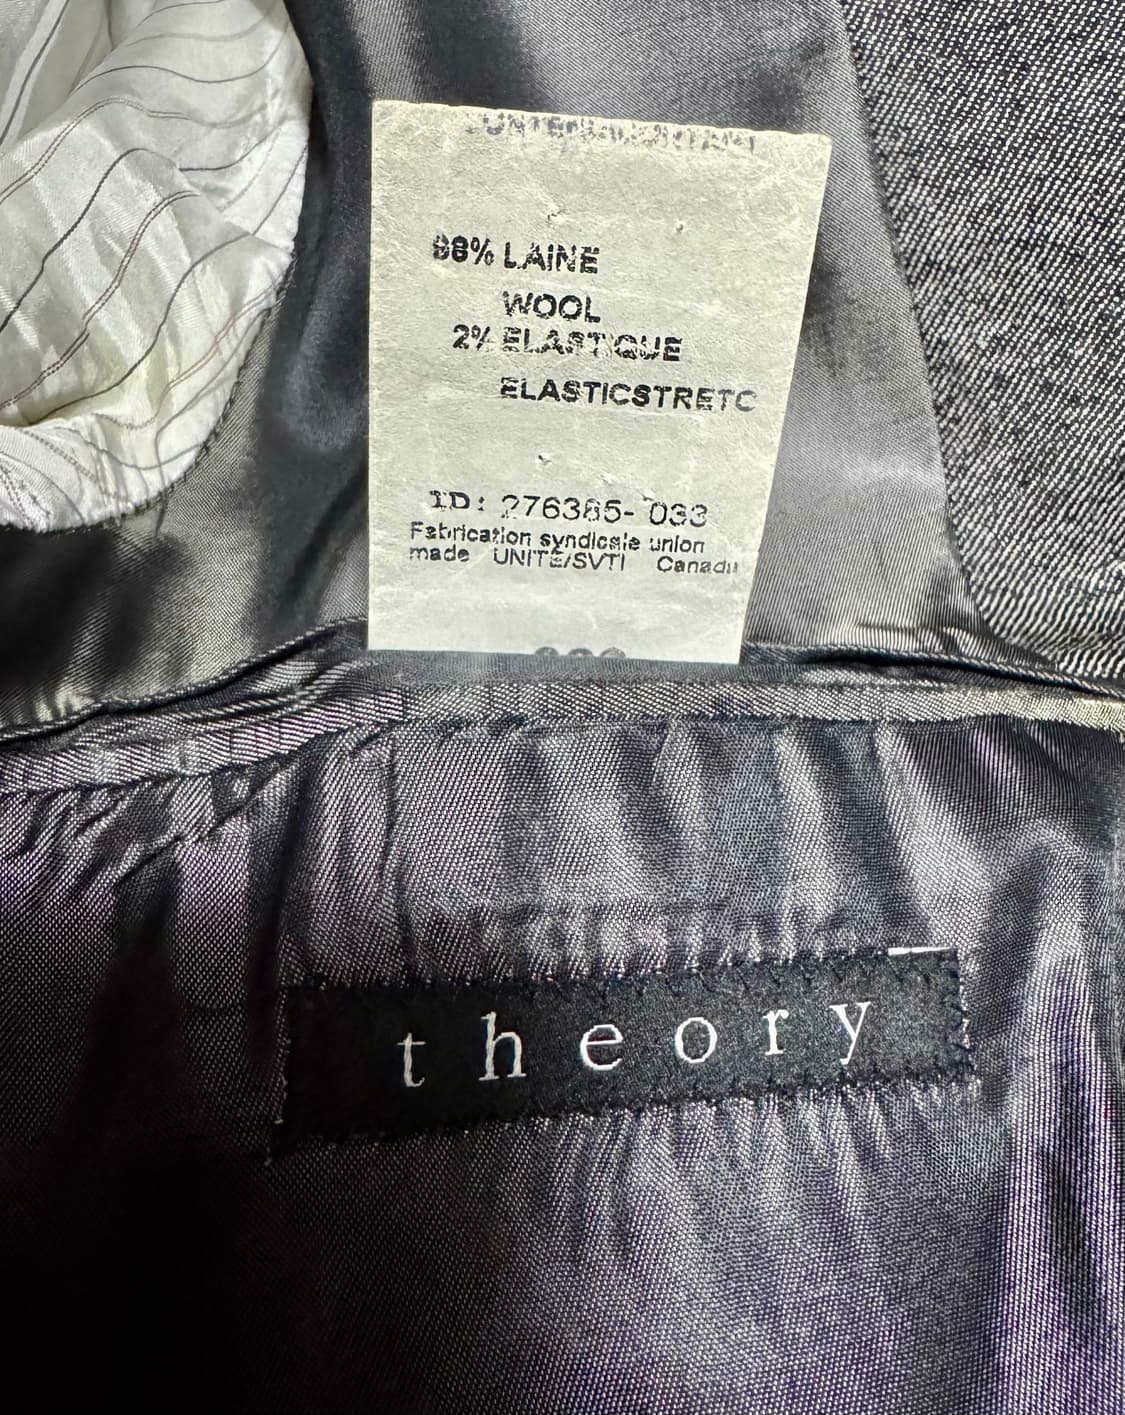 98% LAINE
WOOL
2% ELASTIQUE
ELASTICSTRETC
ID: 276385-033
Fabrication syndicale union
made UNITE/SVTI Canada
theory